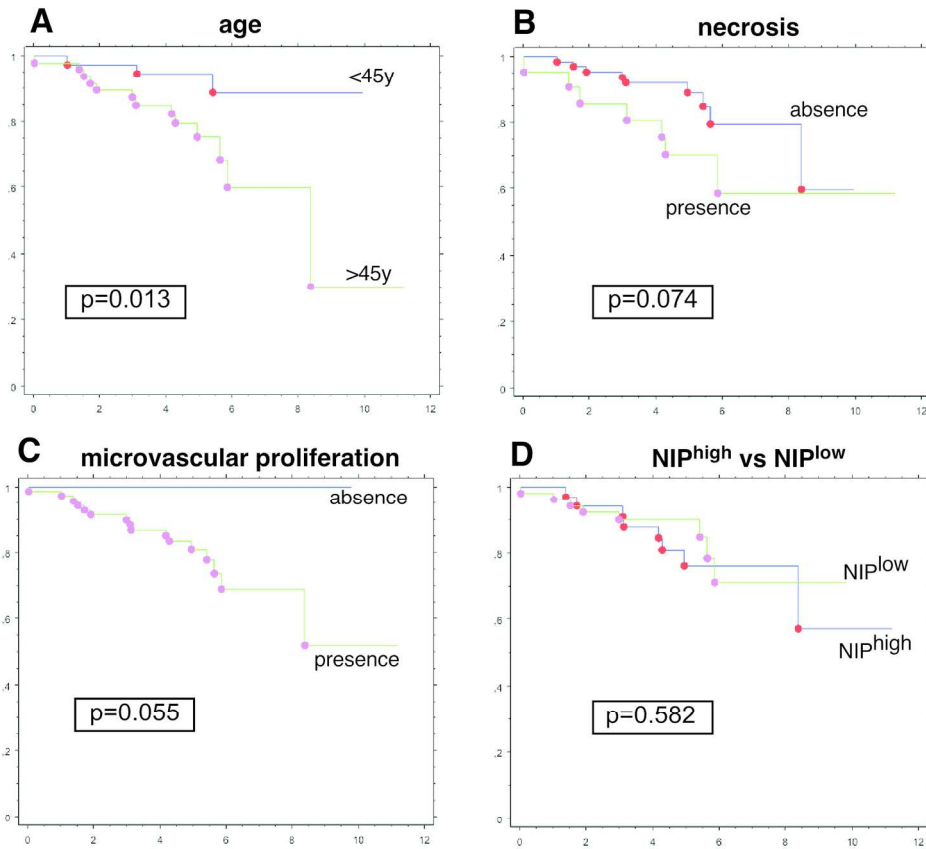 A
age
1
.8
.6
.4
.2
0
0 2 4 6 8 10 12
<45y
>45y
p=0.013
B
necrosis
1
.8
.6
.4
.2
0
0 2 4 6 8 10 12
absence
presence
p=0.074
C
microvascular proliferation
1
.8
.6
.4
.2
0
0 2 4 6 8 10 12
absence
presence
p=0.055
D
NIPhigh vs NIPlow
1
.8
.6
.4
.2
0
0 2 4 6 8 10 12
NIPlow
NIPhigh
p=0.582